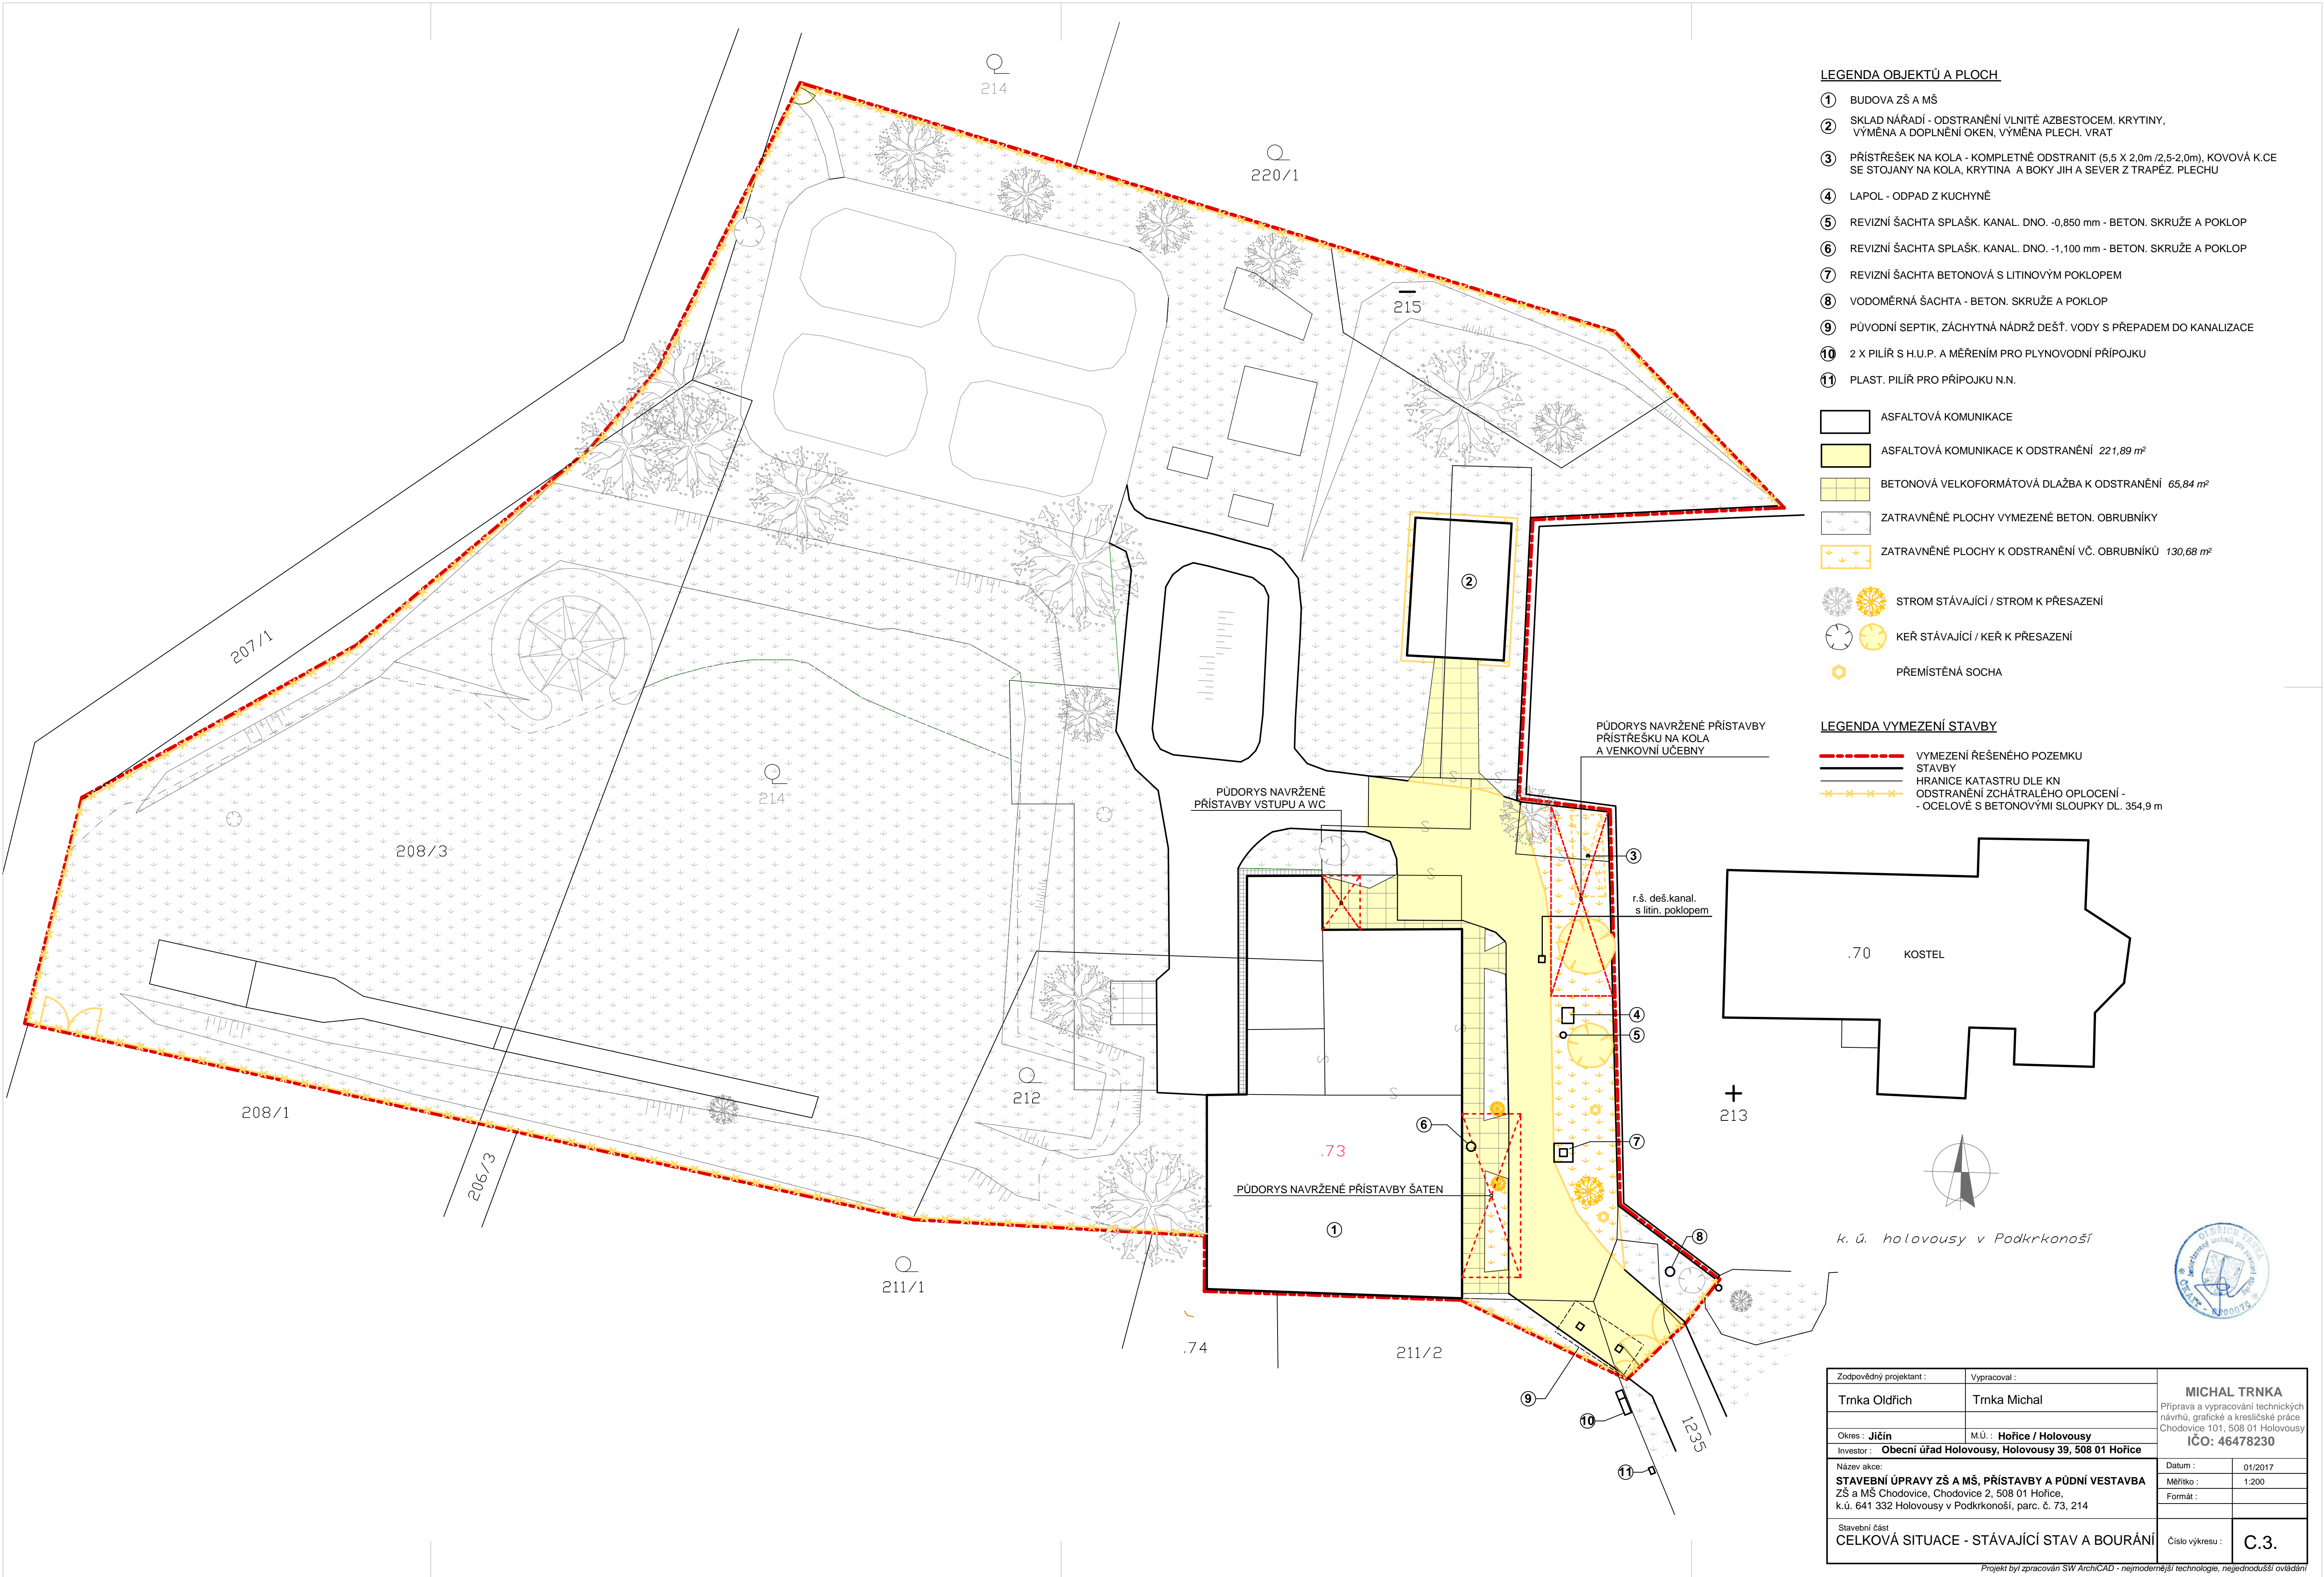 LEGENDA OBJEKTŮ A PLOCH
1 BUDOVA ZŠ A MŠ
2 SKLAD NÁŘADÍ - ODSTRANĚNÍ VLNITÉ AZBESTOCEM. KRYTINY,
VÝMĚNA A DOPLNĚNÍ OKEN, VÝMĚNA PLECH. VRAT
3 PŘÍSTŘEŠEK NA KOLA - KOMPLETNĚ ODSTRANIT (5,5 X 2,0m /2,5-2,0m), KOVOVÁ K.CE
SE STOJANY NA KOLA, KRYTINA A BOKY JIH A SEVER Z TRAPÉZ. PLECHU
4 LAPOL - ODPAD Z KUCHYNĚ
5 REVIZNÍ ŠACHTA SPLAŠK. KANAL. DNO. -0,850 mm - BETON. SKRUŽE A POKLOP
6 REVIZNÍ ŠACHTA SPLAŠK. KANAL. DNO. -1,100 mm - BETON. SKRUŽE A POKLOP
7 REVIZNÍ ŠACHTA BETONOVÁ S LITINOVÝM POKLOPEM
8 VODOMĚRNÁ ŠACHTA - BETON. SKRUŽE A POKLOP
9 PŮVODNÍ SEPTIK, ZÁCHYTNÁ NÁDRŽ DEŠŤ. VODY S PŘEPADEM DO KANALIZACE
10 2 X PILÍŘ S H.U.P. A MĚŘENÍM PRO PLYNOVODNÍ PŘÍPOJKU
11 PLAST. PILÍŘ PRO PŘÍPOJKU N.N.
ASFALTOVÁ KOMUNIKACE
ASFALTOVÁ KOMUNIKACE K ODSTRANĚNÍ 221,89 m²
BETONOVÁ VELKOFORMÁTOVÁ DLAŽBA K ODSTRANĚNÍ 65,84 m²
ZATRAVNĚNÉ PLOCHY VYMEZENÉ BETON. OBRUBNÍKY
ZATRAVNĚNÉ PLOCHY K ODSTRANĚNÍ VČ. OBRUBNÍKŮ 130,68 m²
STROM STÁVAJÍCÍ / STROM K PŘESAZENÍ
KEŘ STÁVAJÍCÍ / KEŘ K PŘESAZENÍ
PŘEMÍSTĚNÁ SOCHA
LEGENDA VYMEZENÍ STAVBY
VYMEZENÍ ŘEŠENÉHO POZEMKU
STAVBY
HRANICE KATASTRU DLE KN
ODSTRANĚNÍ ZCHÁTRALÉHO OPLOCENÍ -
- OCELOVÉ S BETONOVÝMI SLOUPKY DL. 354,9 m
214
220/1
215
207/1
2
PŮDORYS NAVRŽENÉ PŘÍSTAVBY
PŘÍSTŘEŠKU NA KOLA
A VENKOVNÍ UČEBNY
PŮDORYS NAVRŽENÉ
PŘÍSTAVBY VSTUPU A WC
214
208/3
3
r.š. deš.kanal.
s litin. poklopem
.70 KOSTEL
4
5
212
208/1
213
6
7
.73
206/3
PŮDORYS NAVRŽENÉ PŘÍSTAVBY ŠATEN
1
8
k. ú. holovousy v Podkrkonoší
211/1
.74
211/2
9
10
1235
11
OLDŘICH TRNKA
Zodpovědný projektant :
Vypracoval :
Trnka Oldřich
Trnka Michal
MICHAL TRNKA
Příprava a vypracování technických
návrhů, grafické a kresličské práce
Chodovice 101, 508 01 Holovousy
IČO: 46478230
Okres : Jičín
M.Ú. : Hořice / Holovousy
Investor : Obecní úřad Holovousy, Holovousy 39, 508 01 Hořice
Název akce:
STAVEBNÍ ÚPRAVY ZŠ A MŠ, PŘÍSTAVBY A PŮDNÍ VESTAVBA
ZŠ a MŠ Chodovice, Chodovice 2, 508 01 Hořice,
k.ú. 641 332 Holovousy v Podkrkonoší, parc. č. 73, 214
Datum : 01/2017
Měřítko : 1:200
Formát :
Stavební část
CELKOVÁ SITUACE - STÁVAJÍCÍ STAV A BOURÁNÍ
Číslo výkresu : C.3.
Projekt byl zpracován SW ArchiCAD - nejmodernější technologie, nejjednodušší ovládání